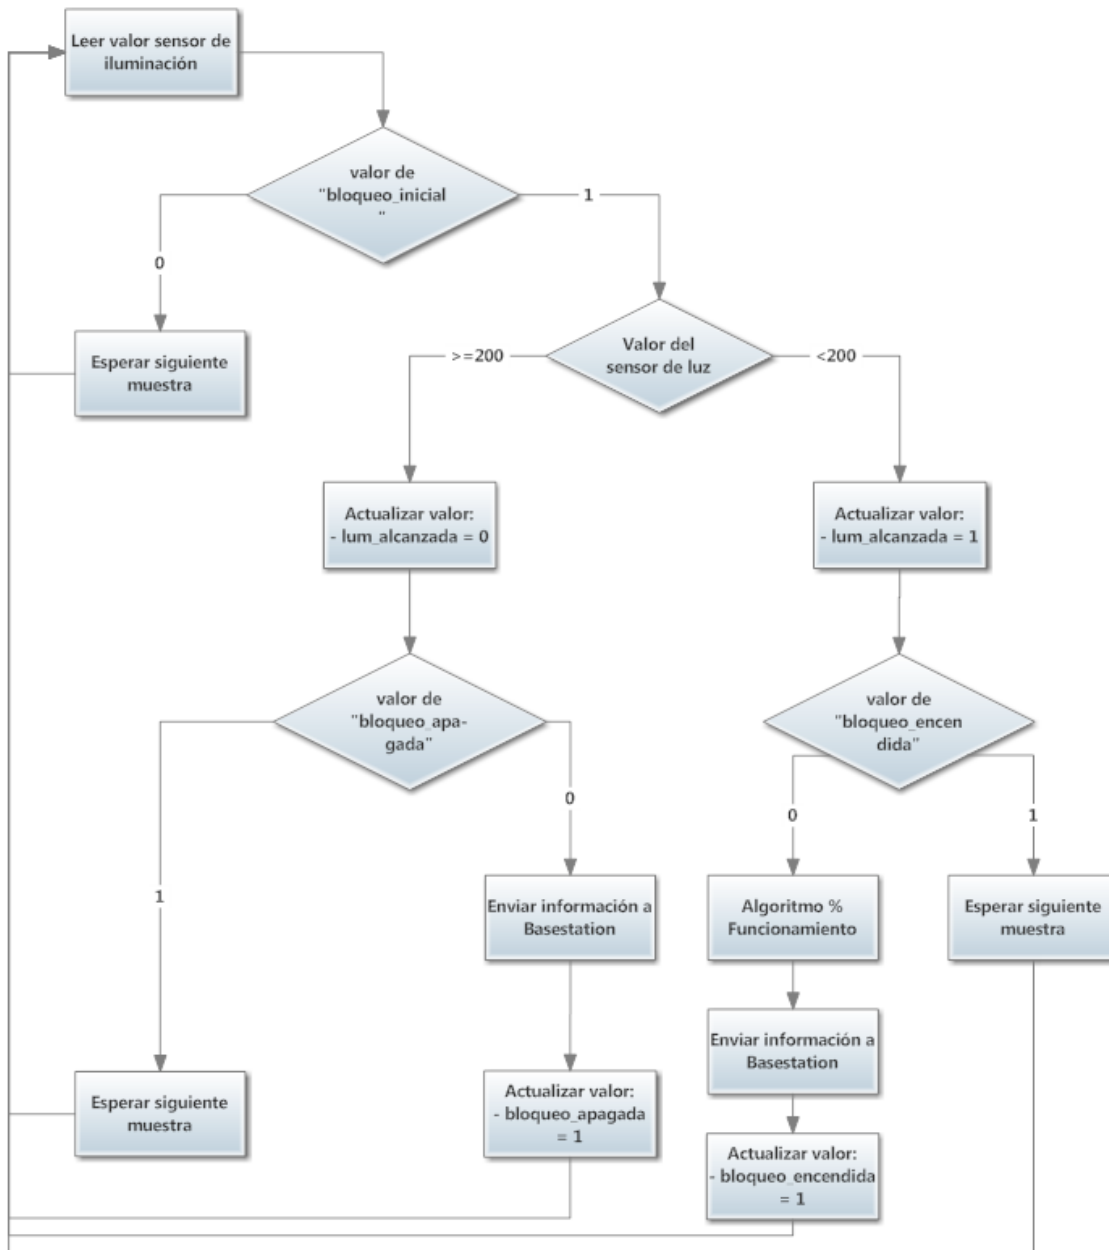 Leer valor sensor de
iluminación
valor de
"bloqueo_inicial
"
1
0
Esperar siguiente
muestra
Valor del
sensor de luz
>=200
<200
Actualizar valor:
- lum_alcanzada = 0
Actualizar valor:
- lum_alcanzada = 1
valor de
"bloqueo_apa-
gada"
valor de
"bloqueo_encen
dida"
0
0
1
1
Enviar información a
Basestation
Algoritmo %
Funcionamiento
Esperar siguiente
muestra
Enviar información a
Basestation
Esperar siguiente
muestra
Actualizar valor:
- bloqueo_apagada
= 1
Actualizar valor:
- bloqueo_encendida
= 1